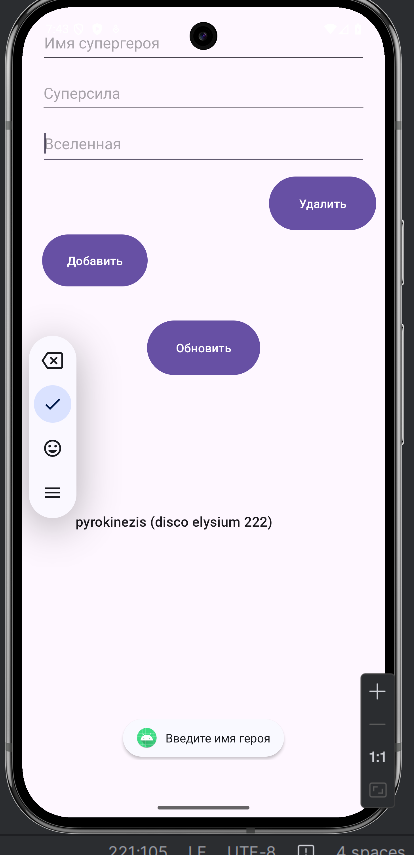 Имя супергероя
Суперсила
Вселенная
Удалить
Добавить
Обновить
pyrokinezis (disco elysium 222)
Введите имя героя
1:1
221:105 LF UTF-8 4 spaces